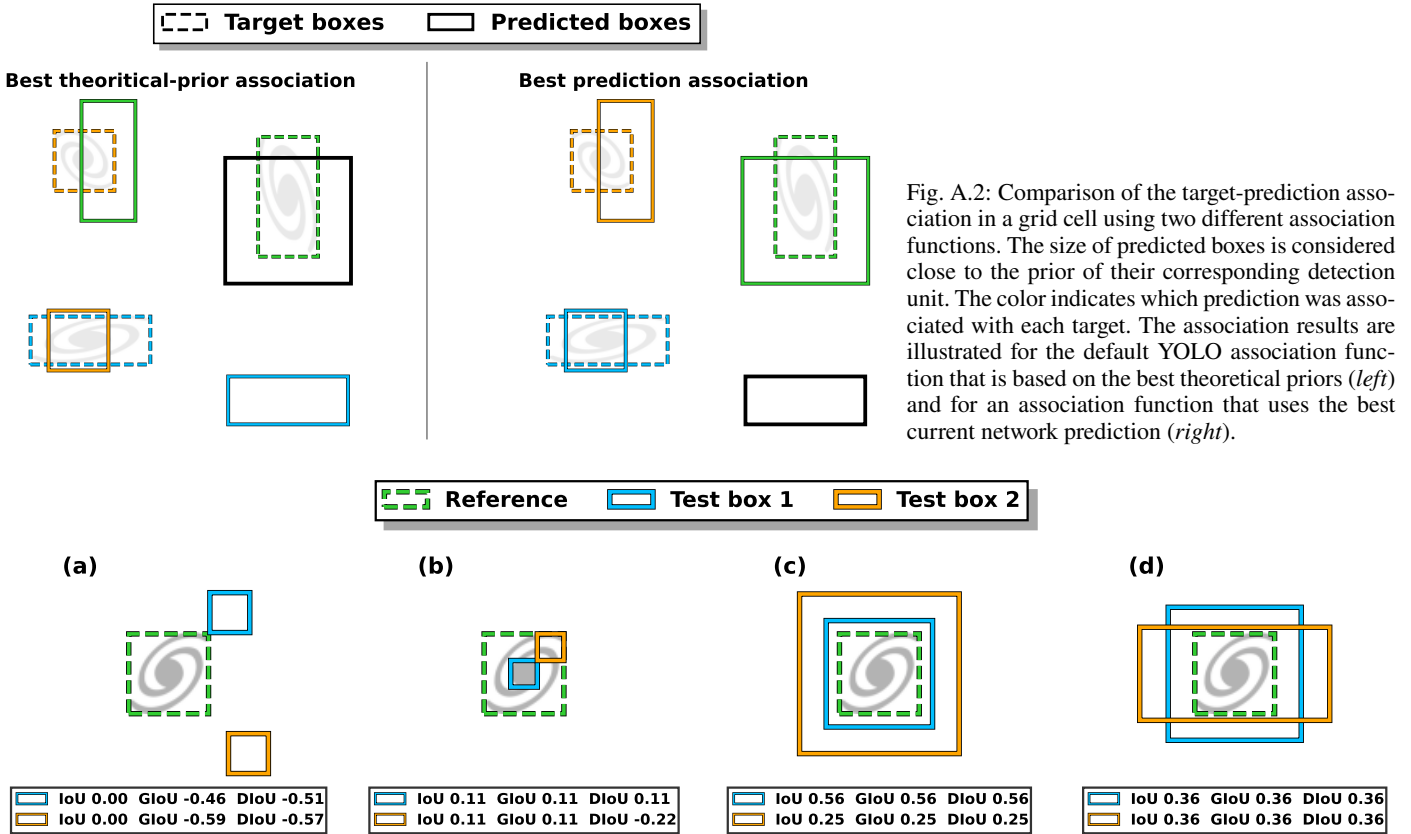 Target boxes Predicted boxes
Best theoritical-prior association
Best prediction association
Fig. A.2: Comparison of the target-prediction asso-
ciation in a grid cell using two different association
functions. The size of predicted boxes is considered
close to the prior of their corresponding detection
unit. The color indicates which prediction was asso-
ciated with each target. The association results are
illustrated for the default YOLO association func-
tion that is based on the best theoretical priors (left)
and for an association function that uses the best
current network prediction (right).
Reference Test box 1 Test box 2
(a)
(b)
(c)
(d)
IoU 0.00 GIoU -0.46 DIoU -0.51
IoU 0.00 GIoU -0.59 DIoU -0.57
IoU 0.11 GIoU 0.11 DIoU 0.11
IoU 0.11 GIoU 0.11 DIoU -0.22
IoU 0.56 GIoU 0.56 DIoU 0.56
IoU 0.25 GIoU 0.25 DIoU 0.25
IoU 0.36 GIoU 0.36 DIoU 0.36
IoU 0.36 GIoU 0.36 DIoU 0.36